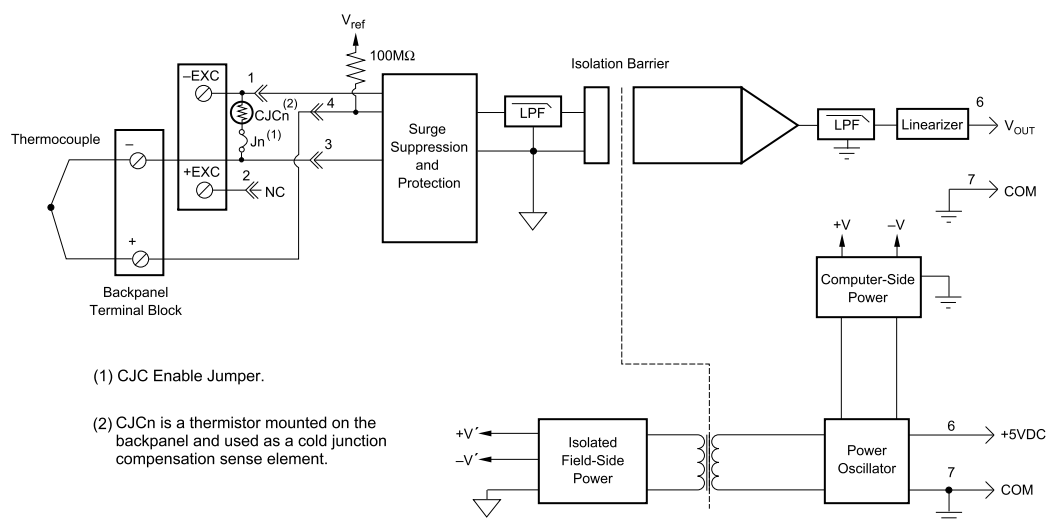 Vref
100MΩ
Isolation Barrier
–EXC
1
CJCn(2)
4
Jn(1)
3
+EXC
2
NC
Thermocouple
–
+
Backpanel
Terminal Block
Surge
Suppression
and
Protection
LPF
LPF
Linearizer
6
VOUT
7
COM
+V
–V
Computer-Side
Power
(1) CJC Enable Jumper.
(2) CJCn is a thermistor mounted on the
backpanel and used as a cold junction
compensation sense element.
+V´
–V´
Isolated
Field-Side
Power
Power
Oscillator
6
+5VDC
7
COM